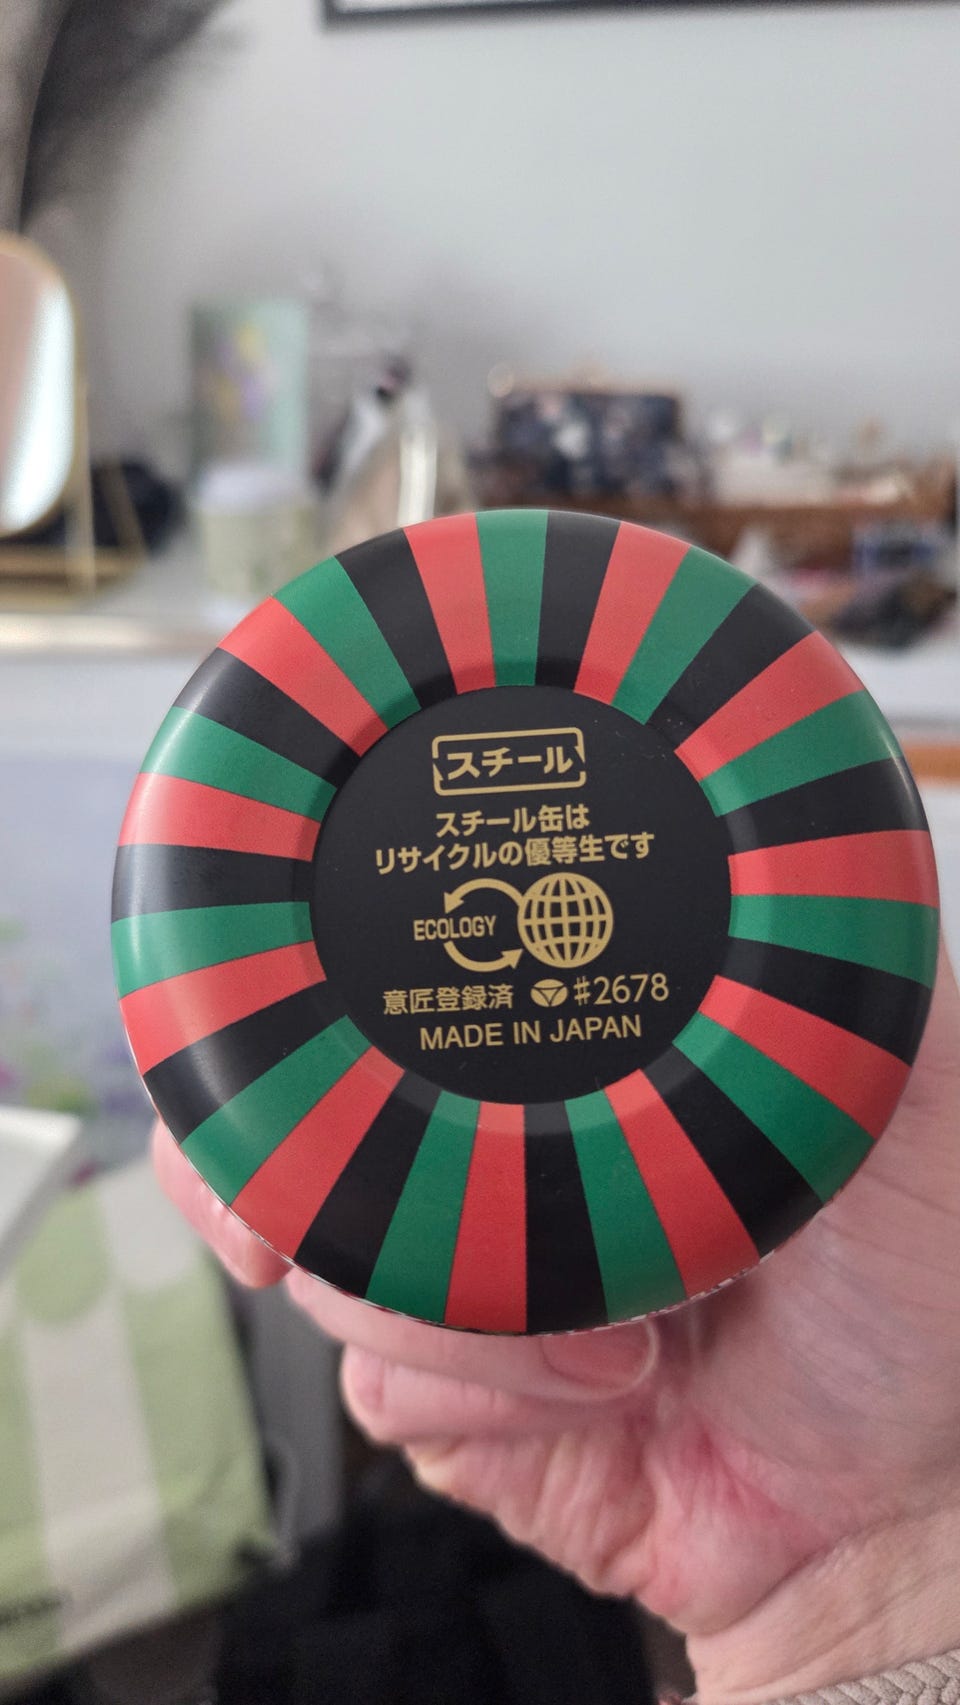 スチール
スチール缶は
リサイクルの優等生です
ECOLOGY
意匠登録済 #2678
MADE IN JAPAN